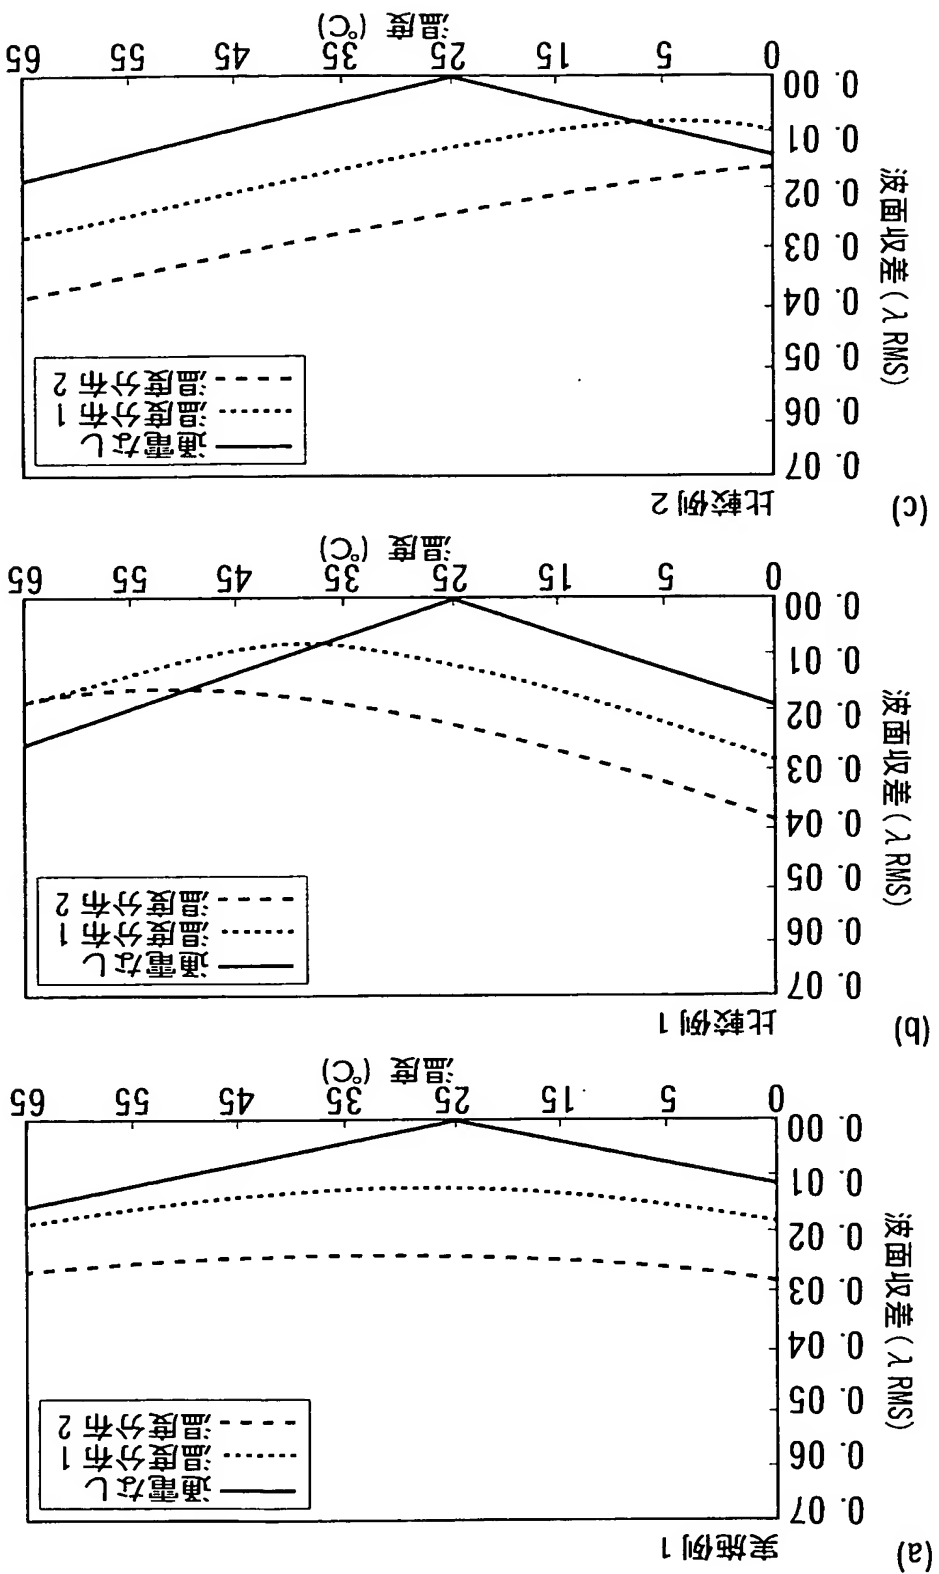 (a)
実施例 1
波面収差 (λ RMS)
0. 07
0. 06
0. 05
0. 04
0. 03
0. 02
0. 01
0. 00
通電なし
温度分布 1
温度分布 2
0 5 15 25 35 45 55 65
温度 (℃)
(b)
比較例 1
波面収差 (λ RMS)
0. 07
0. 06
0. 05
0. 04
0. 03
0. 02
0. 01
0. 00
通電なし
温度分布 1
温度分布 2
0 5 15 25 35 45 55 65
温度 (℃)
(c)
比較例 2
波面収差 (λ RMS)
0. 07
0. 06
0. 05
0. 04
0. 03
0. 02
0. 01
0. 00
通電なし
温度分布 1
温度分布 2
0 5 15 25 35 45 55 65
温度 (℃)